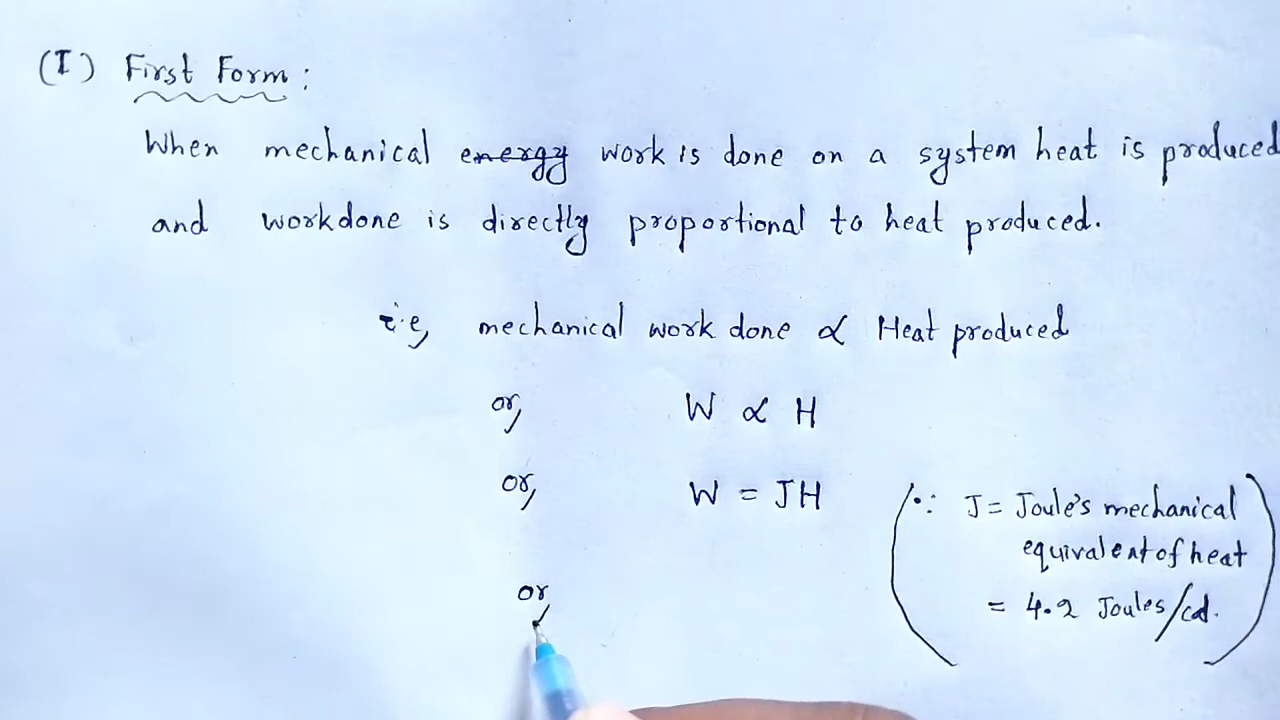 (I) First Form:
When mechanical energy work is done on a system heat is produced
and workdone is directly proportional to heat produced.
i.e, mechanical work done ∝ Heat produced
or, W ∝ H
or, W = JH
(∵ J = Joule's mechanical
equivalent of heat
= 4.2 Joules/cal.)
or,